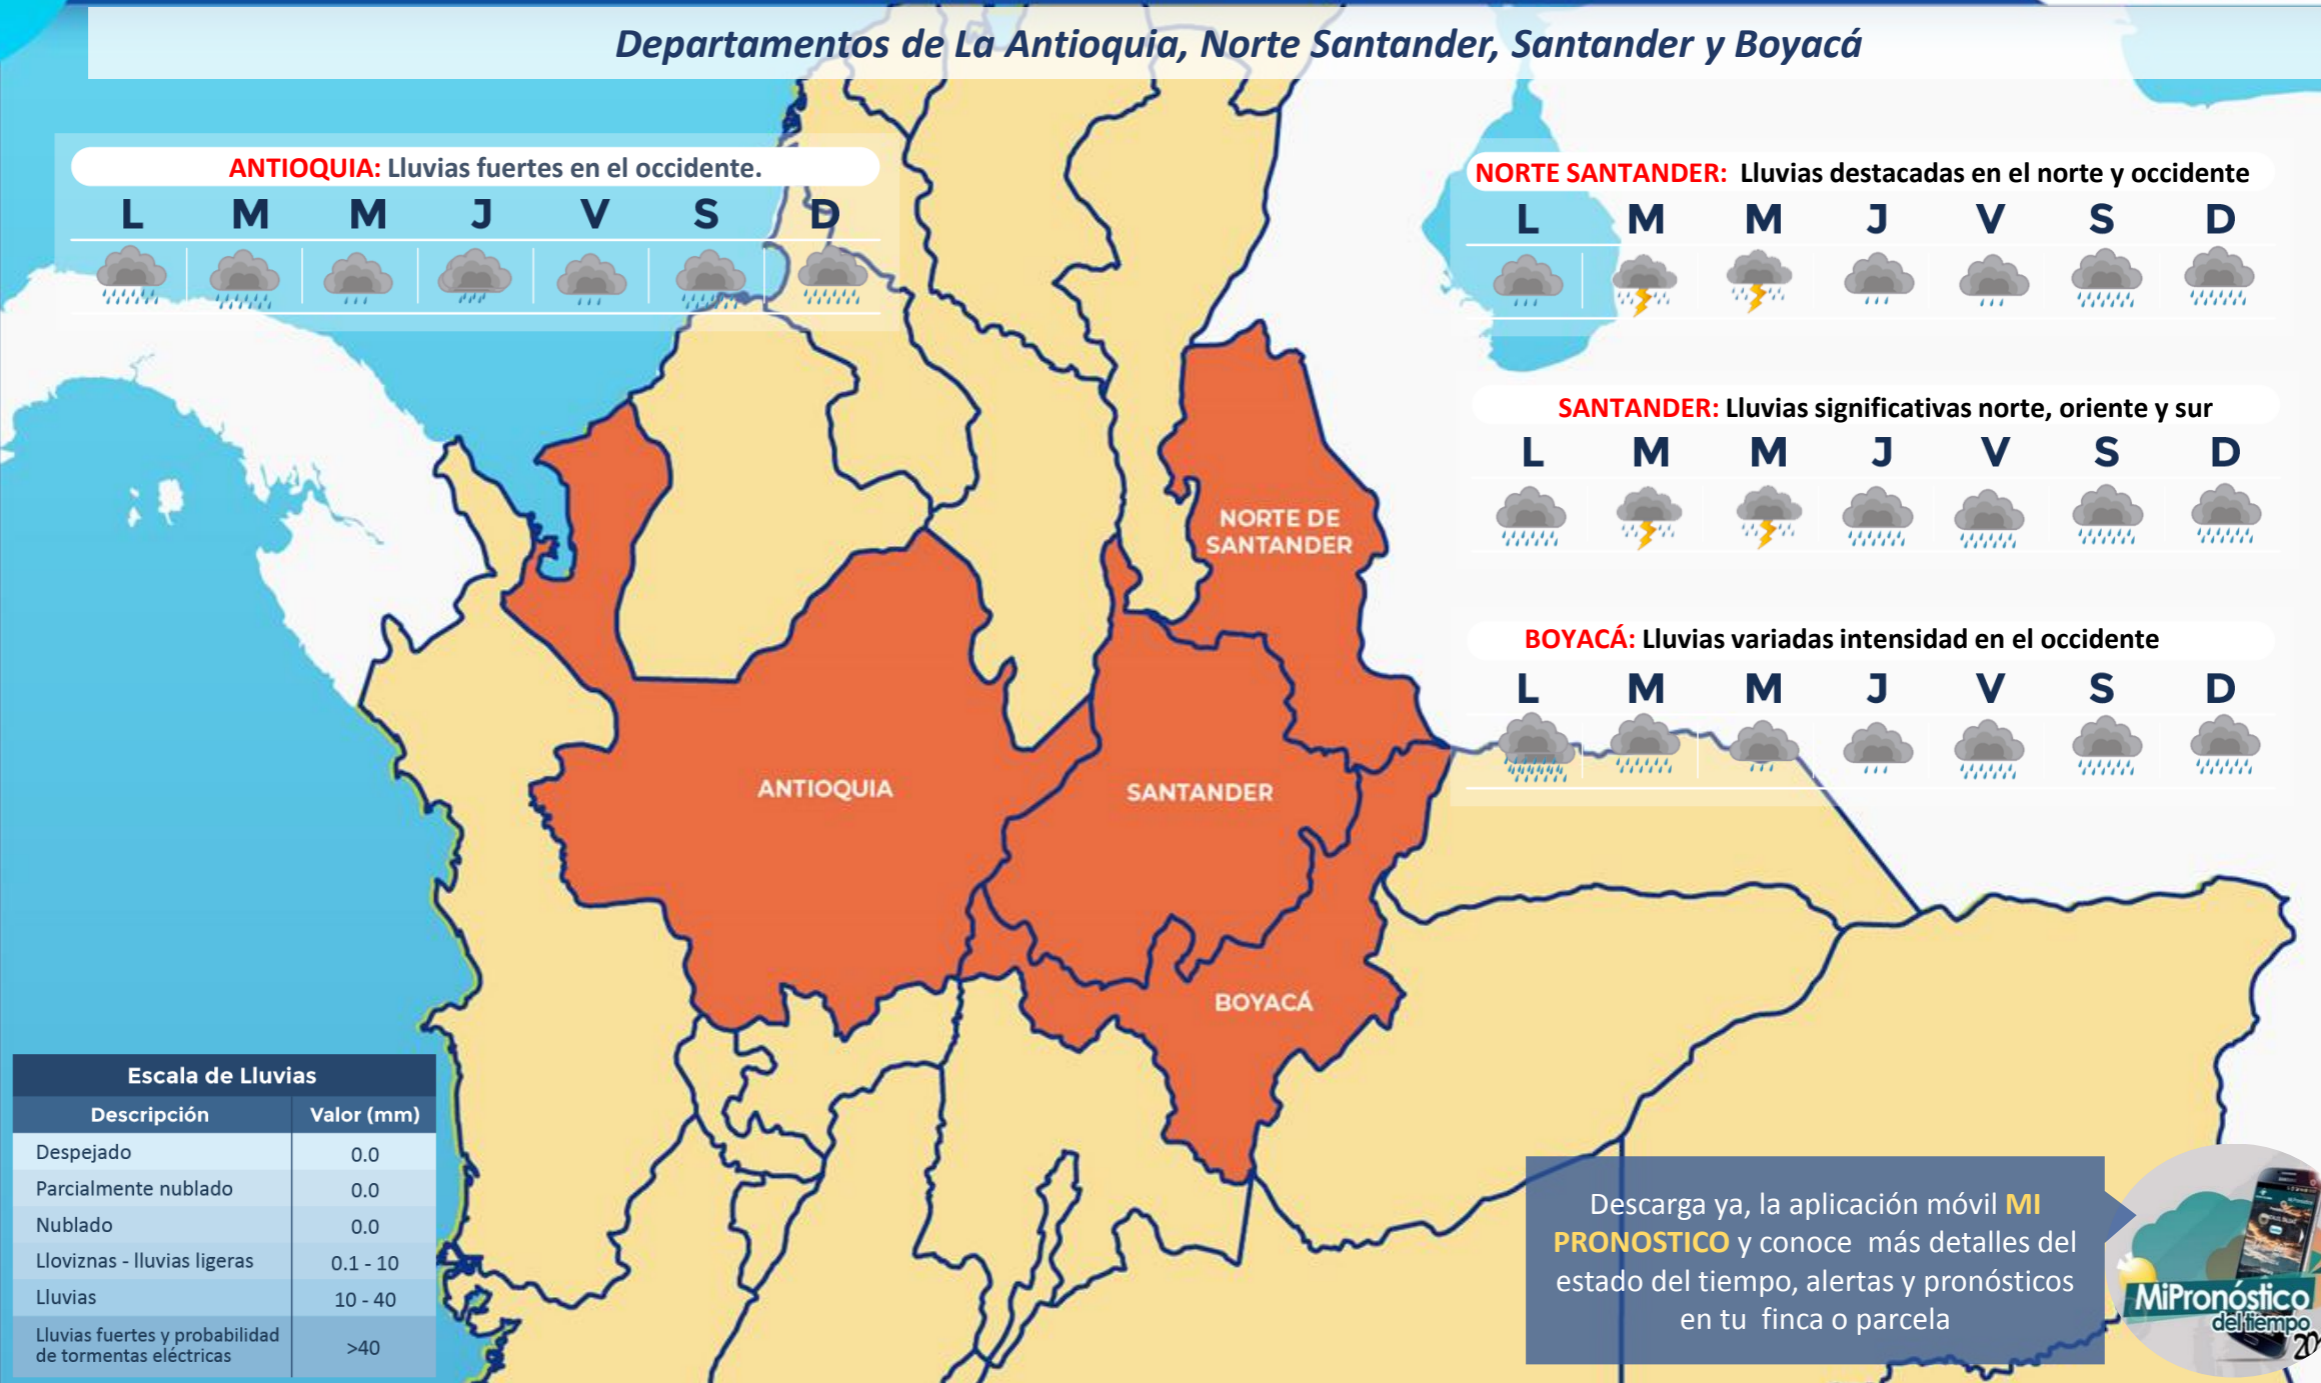 Departamentos de La Antioquia, Norte Santander, Santander y Boyacá
ANTIOQUIA: Lluvias fuertes en el occidente.
L M M J V S D
NORTE SANTANDER: Lluvias destacadas en el norte y occidente
L M M J V S D
SANTANDER: Lluvias significativas norte, oriente y sur
L M M J V S D
BOYACÁ: Lluvias variadas intensidad en el occidente
L M M J V S D
NORTE DE
SANTANDER
ANTIOQUIA
SANTANDER
BOYACÁ
Escala de Lluvias
Descripción Valor (mm)
Despejado 0.0
Parcialmente nublado 0.0
Nublado 0.0
Lloviznas - lluvias ligeras 0.1 - 10
Lluvias 10 - 40
Lluvias fuertes y probabilidad
de tormentas eléctricas >40
Descarga ya, la aplicación móvil MI
PRONOSTICO y conoce más detalles del
estado del tiempo, alertas y pronósticos
en tu finca o parcela
MiPronóstico
del tiempo